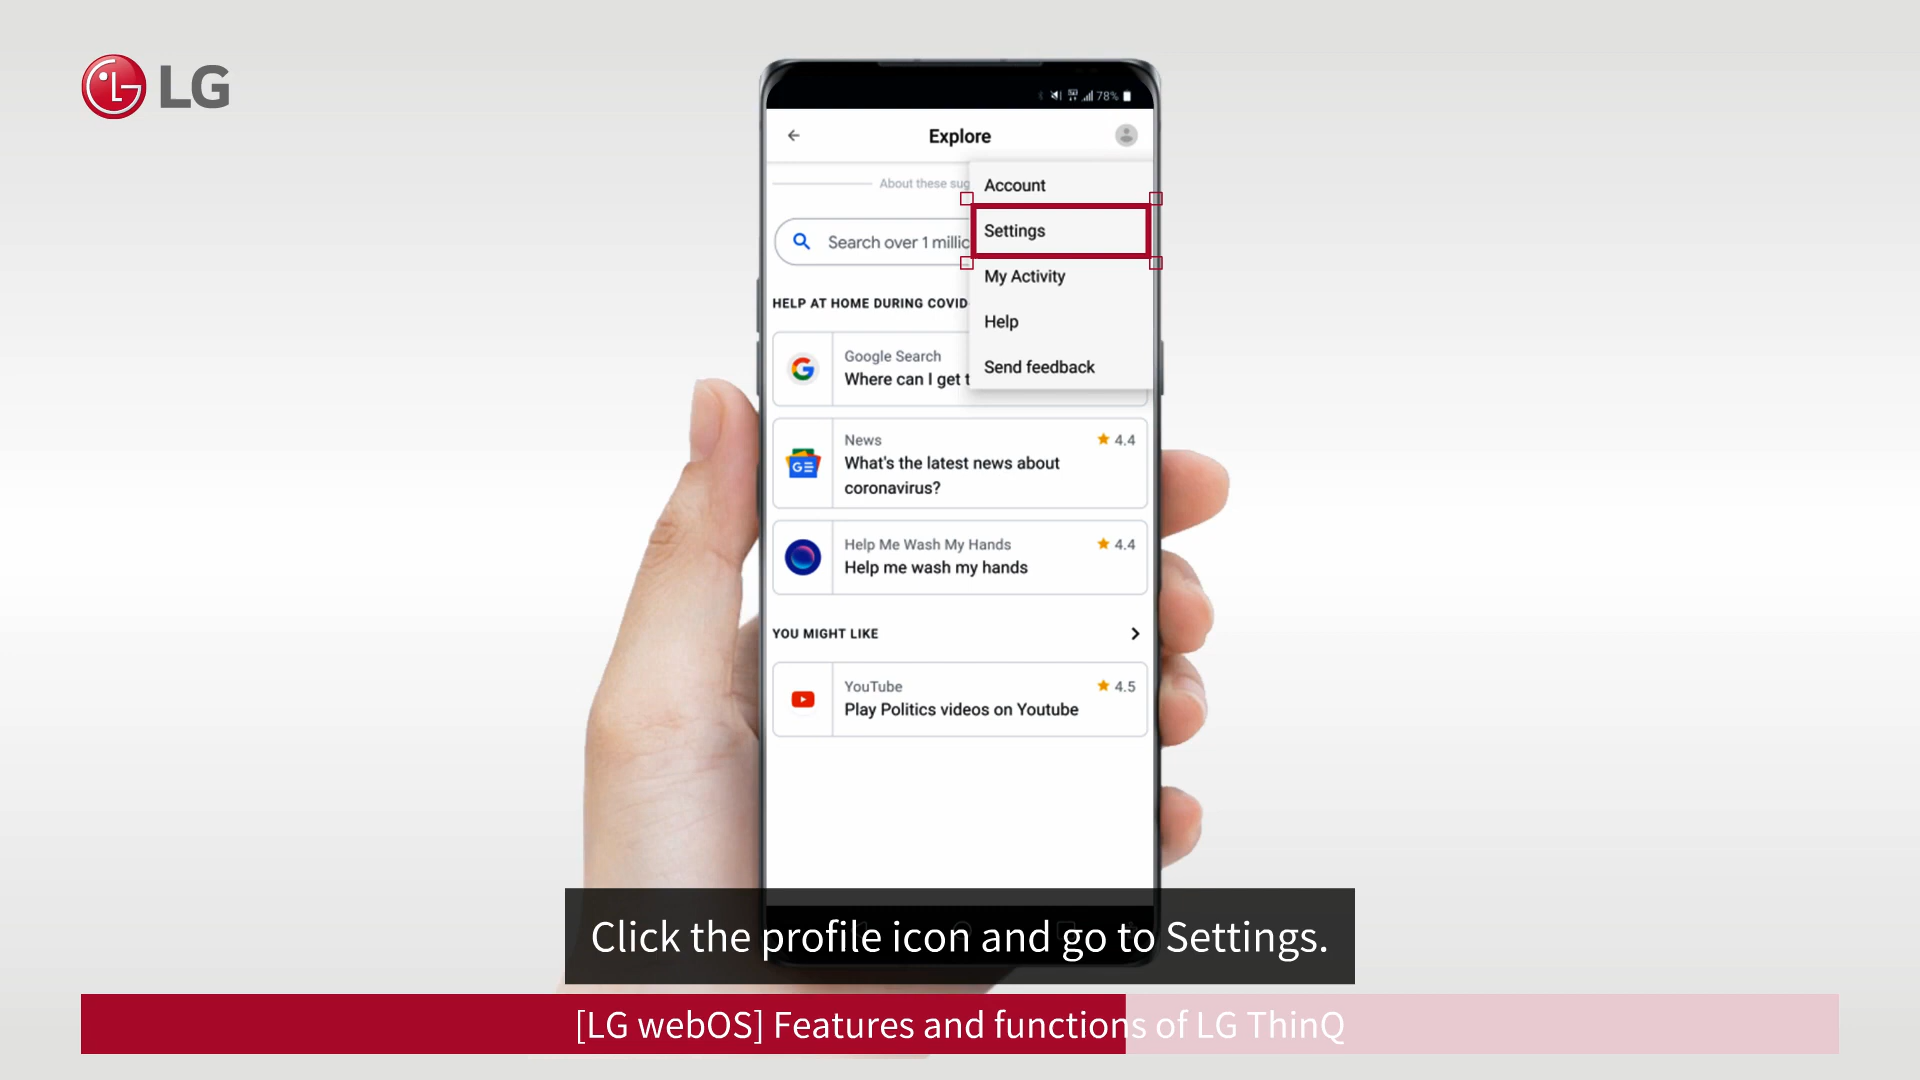 LG
78%
Explore
Account
About these sug
Settings
Search over 1 millic
My Activity
HELP AT HOME DURING COVID
Help
Google Search
Where can I get t
Send feedback
News
4.4
What's the latest news about
coronavirus?
Help Me Wash My Hands
4.4
Help me wash my hands
YOU MIGHT LIKE
YouTube
4.5
Play Politics videos on Youtube
Click the profile icon and go to Settings.
[LG webOS] Features and functions of LG ThinQ